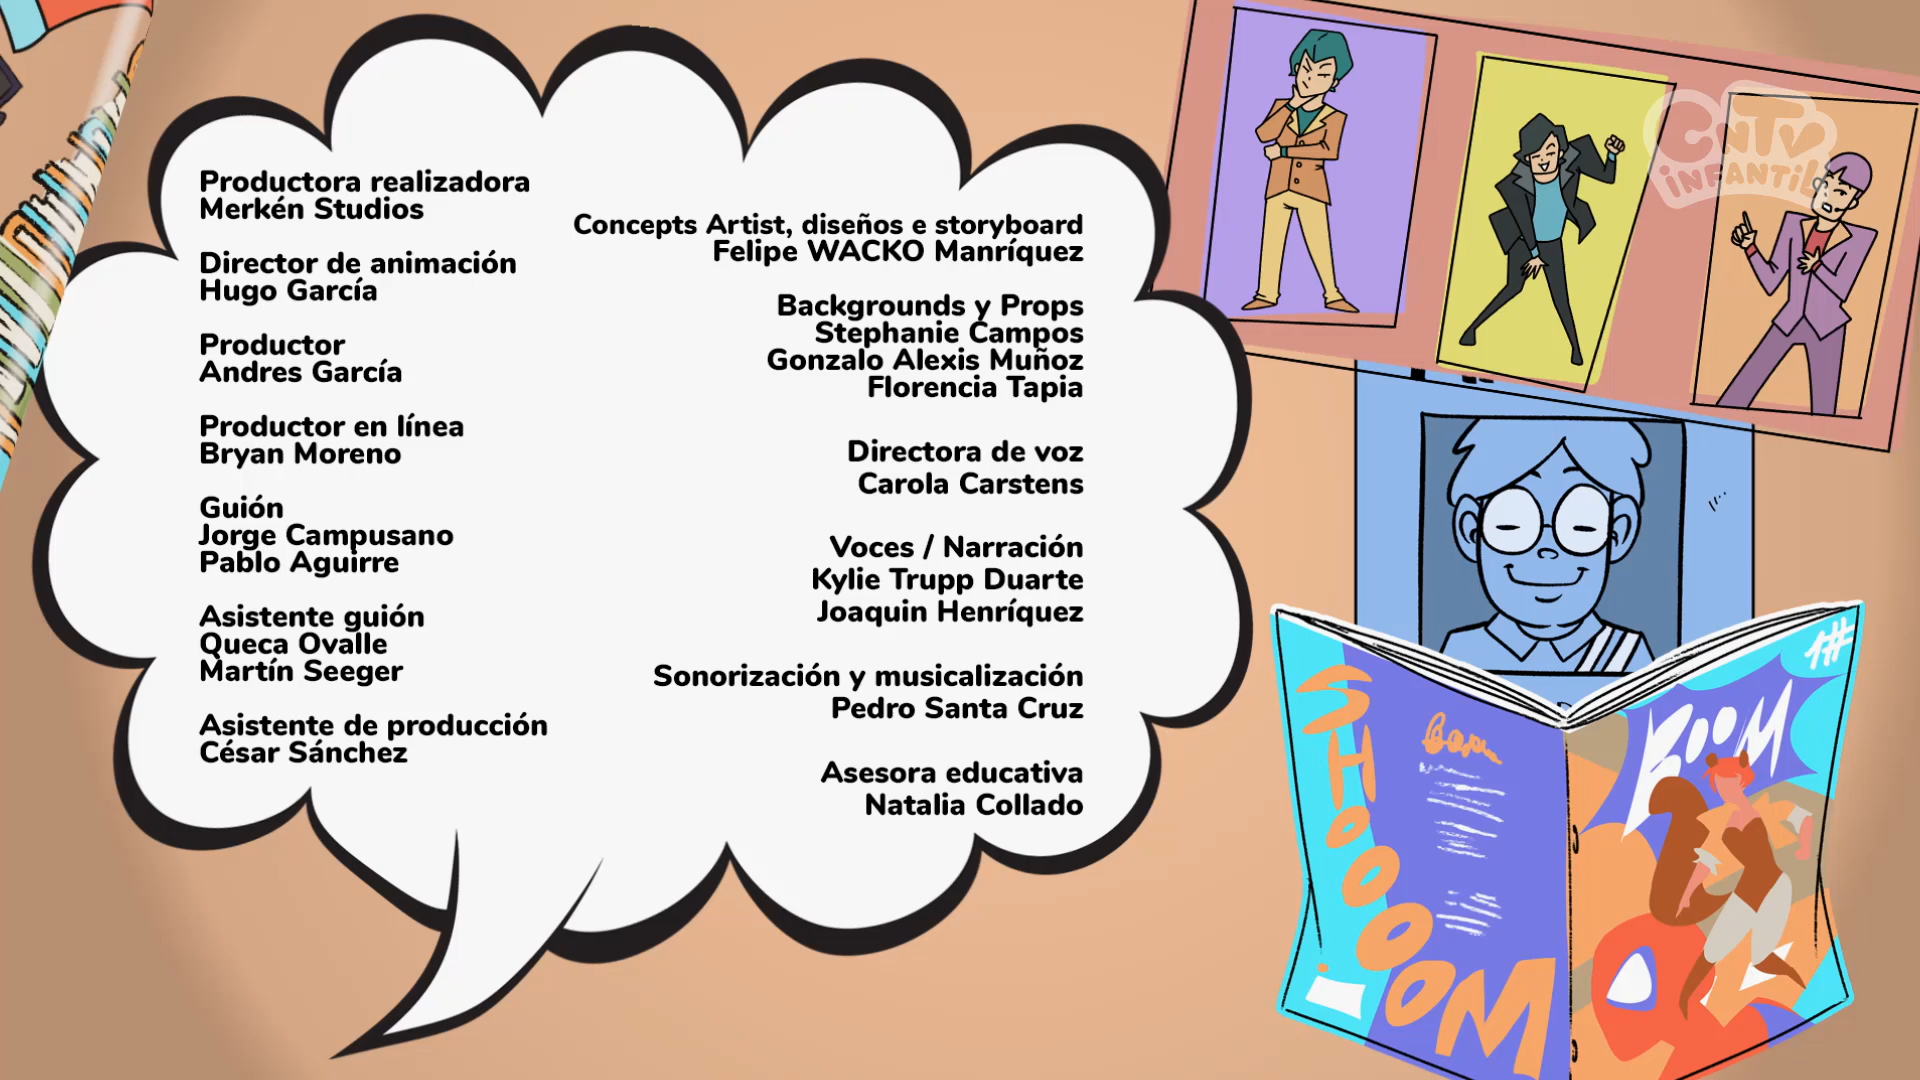 Productora realizadora
Merkén Studios
Director de animación
Hugo García
Productor
Andres García
Productor en línea
Bryan Moreno
Guión
Jorge Campusano
Pablo Aguirre
Asistente guión
Queca Ovalle
Martín Seeger
Asistente de producción
César Sánchez
Concepts Artist, diseños e storyboard
Felipe WACKO Manríquez
Backgrounds y Props
Stephanie Campos
Gonzalo Alexis Muñoz
Florencia Tapia
Directora de voz
Carola Carstens
Voces / Narración
Kylie Trupp Duarte
Joaquin Henríquez
Sonorización y musicalización
Pedro Santa Cruz
Asesora educativa
Natalia Collado
CNTV
iNFANTiL
SHOOOOOM
BOOM
1#